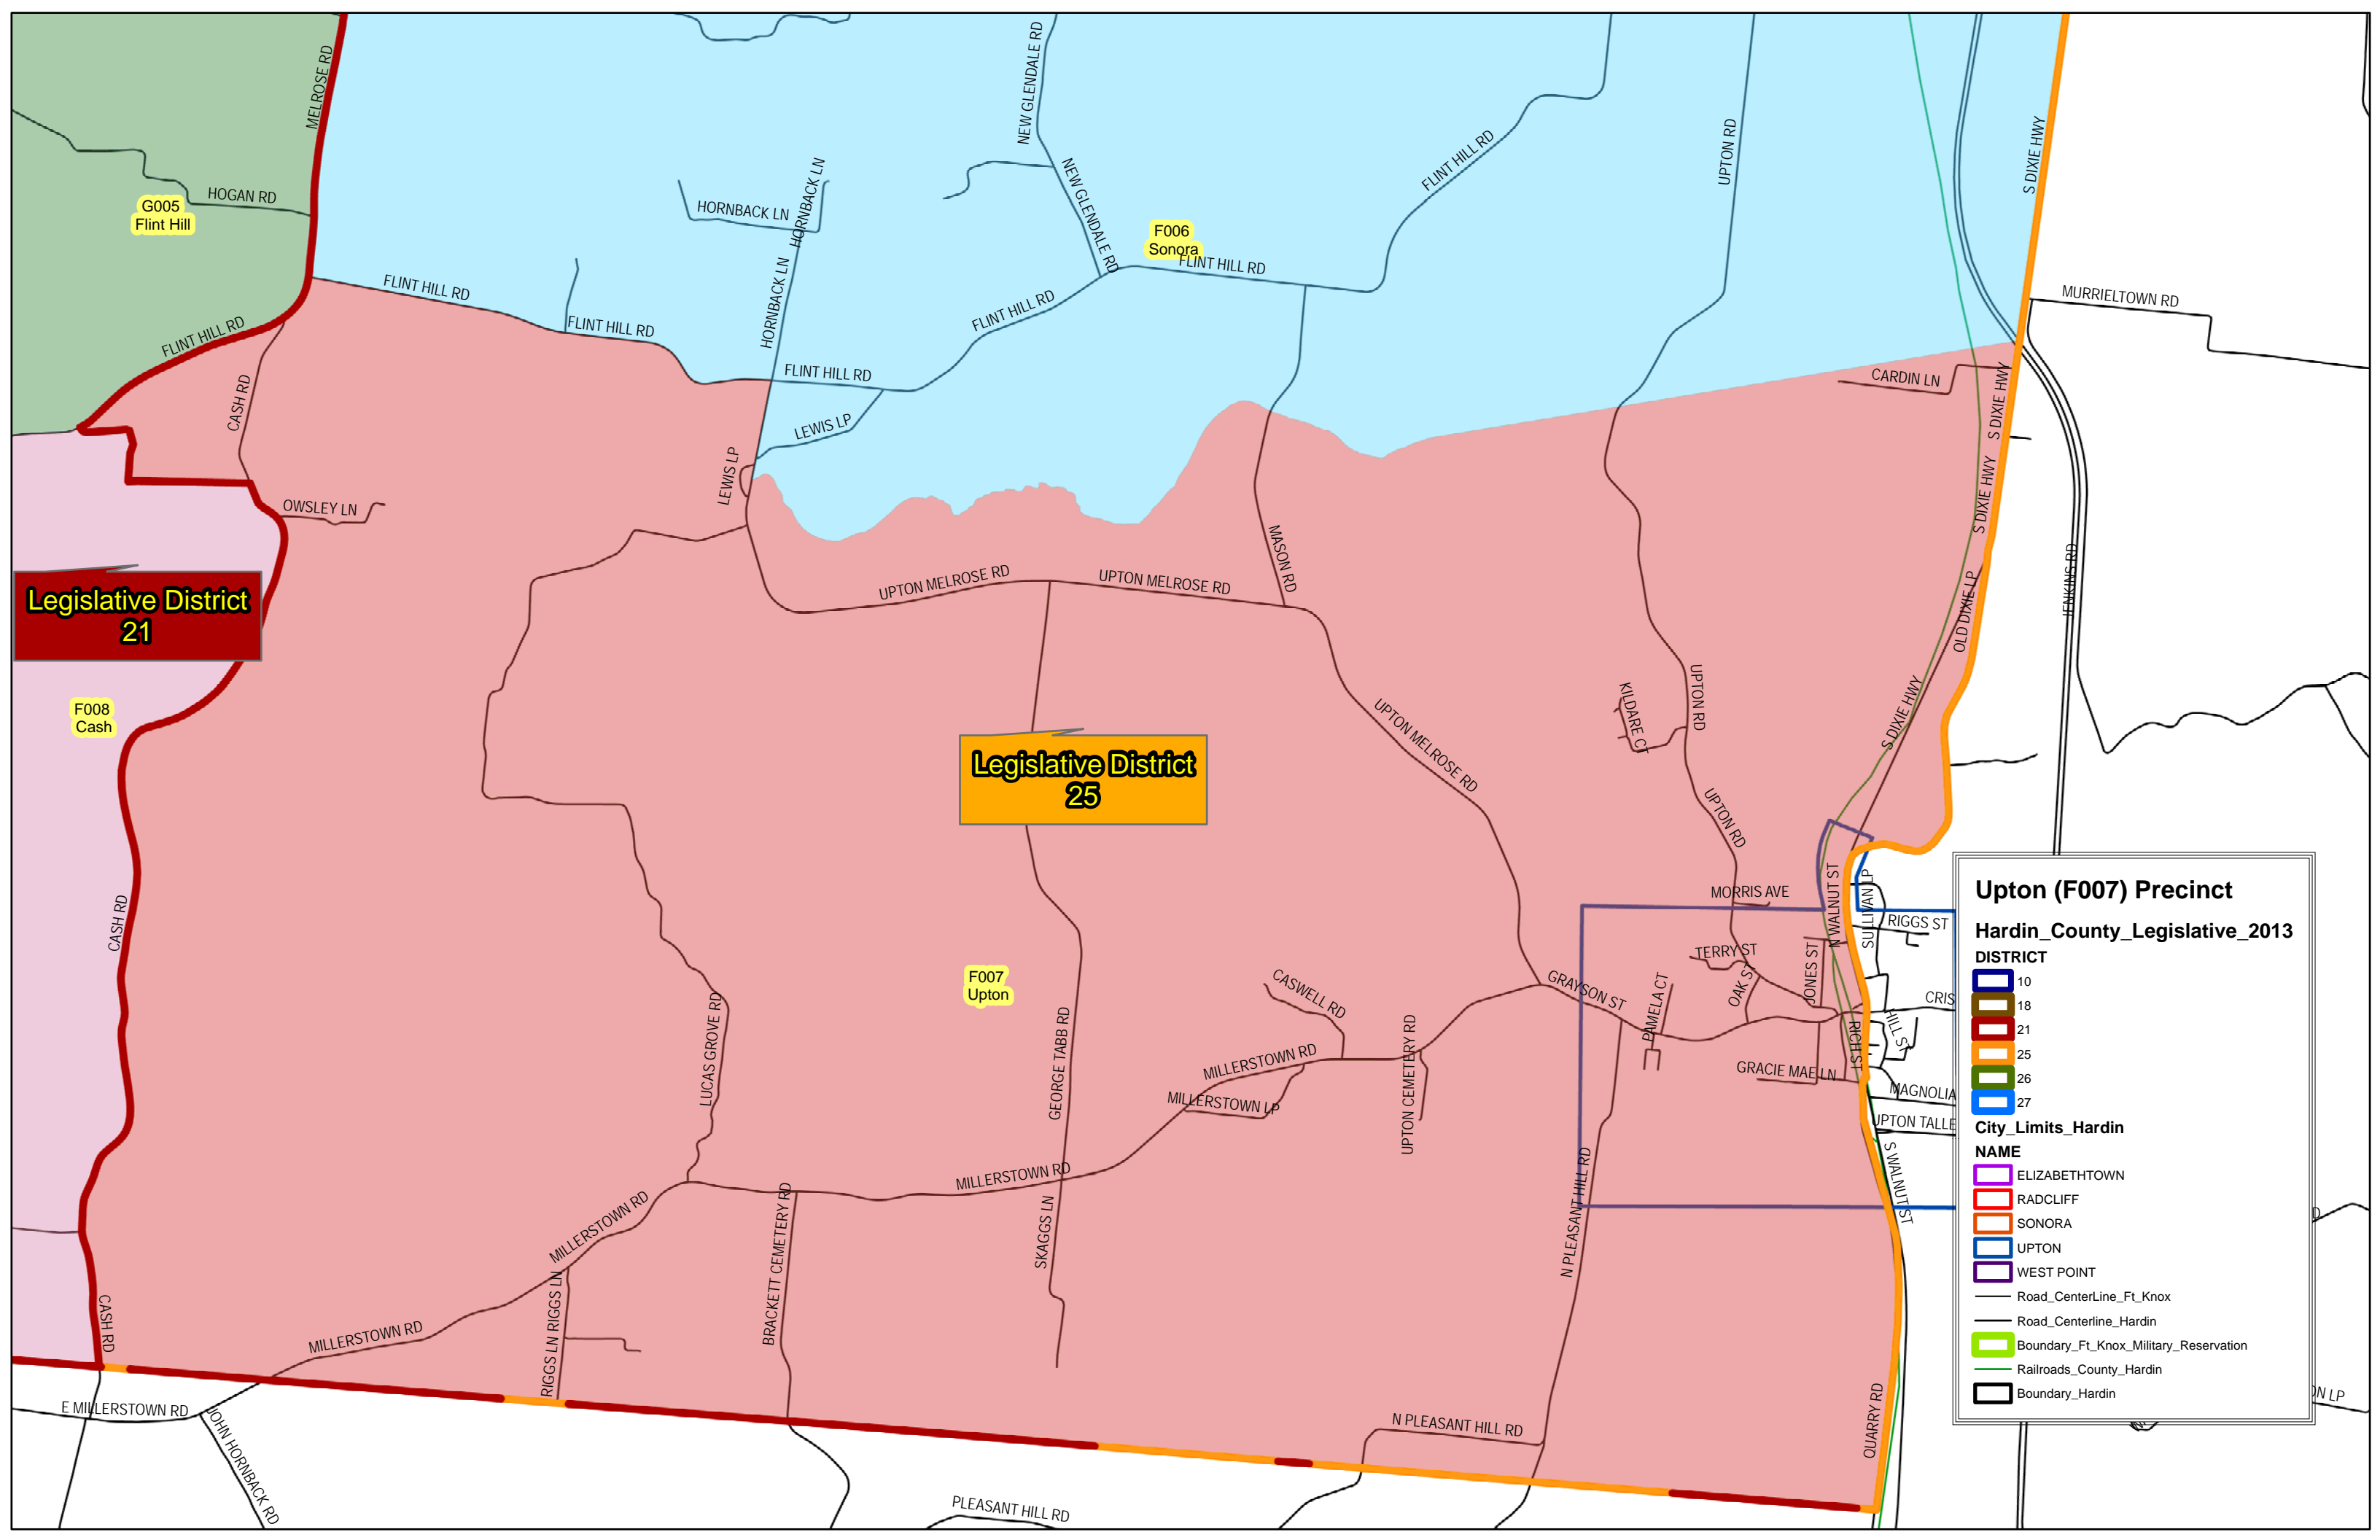 MELROSE RD
NEW GLENDALE RD
S DIXIE HWY
UPTON RD
FLINT HILL RD
HOGAN RD
G005
Flint Hill
HORNBACK LN
HORNBACK LN
NEW GLENDALE RD
F006
Sonora
FLINT HILL RD
FLINT HILL RD
FLINT HILL RD
HORNBACK LN
FLINT HILL RD
FLINT HILL RD
FLINT HILL RD
FLINT HILL RD
MURRIELTOWN RD
CARDIN LN
S DIXIE HWY
CASH RD
LEWIS LP
LEWIS LP
S DIXIE HWY
OWSLEY LN
MASON RD
UPTON MELROSE RD
UPTON MELROSE RD
OLD DIXIE LP
JENKINS RD
Legislative District
21
F008
Cash
KILDARE CT
UPTON RD
S DIXIE HWY
UPTON MELROSE RD
Legislative District
25
UPTON RD
CASH RD
MORRIS AVE
N WALNUT ST
SULLIVAN LP
RIGGS ST
TERRY ST
OAK ST
JONES ST
F007
Upton
CASWELL RD
GRAYSON ST
PAMELA CT
CRIS
HILL ST
RICH ST
LUCAS GROVE RD
GEORGE TABB RD
MILLERSTOWN RD
UPTON CEMETERY RD
GRACIE MAE LN
MAGNOLIA
MILLERSTOWN LP
UPTON TALLE
S WALNUT ST
MILLERSTOWN RD
MILLERSTOWN RD
BRACKETT CEMETERY RD
SKAGGS LN
N PLEASANT HILL RD
RIGGS LN
RIGGS LN
CASH RD
MILLERSTOWN RD
E MILLERSTOWN RD
JOHN HORNBACK RD
N PLEASANT HILL RD
QUARRY RD
PLEASANT HILL RD
Upton (F007) Precinct
Hardin_County_Legislative_2013
DISTRICT
10
18
21
25
26
27
City_Limits_Hardin
NAME
ELIZABETHTOWN
RADCLIFF
SONORA
UPTON
WEST POINT
Road_CenterLine_Ft_Knox
Road_Centerline_Hardin
Boundary_Ft_Knox_Military_Reservation
Railroads_County_Hardin
Boundary_Hardin
D
ON LP